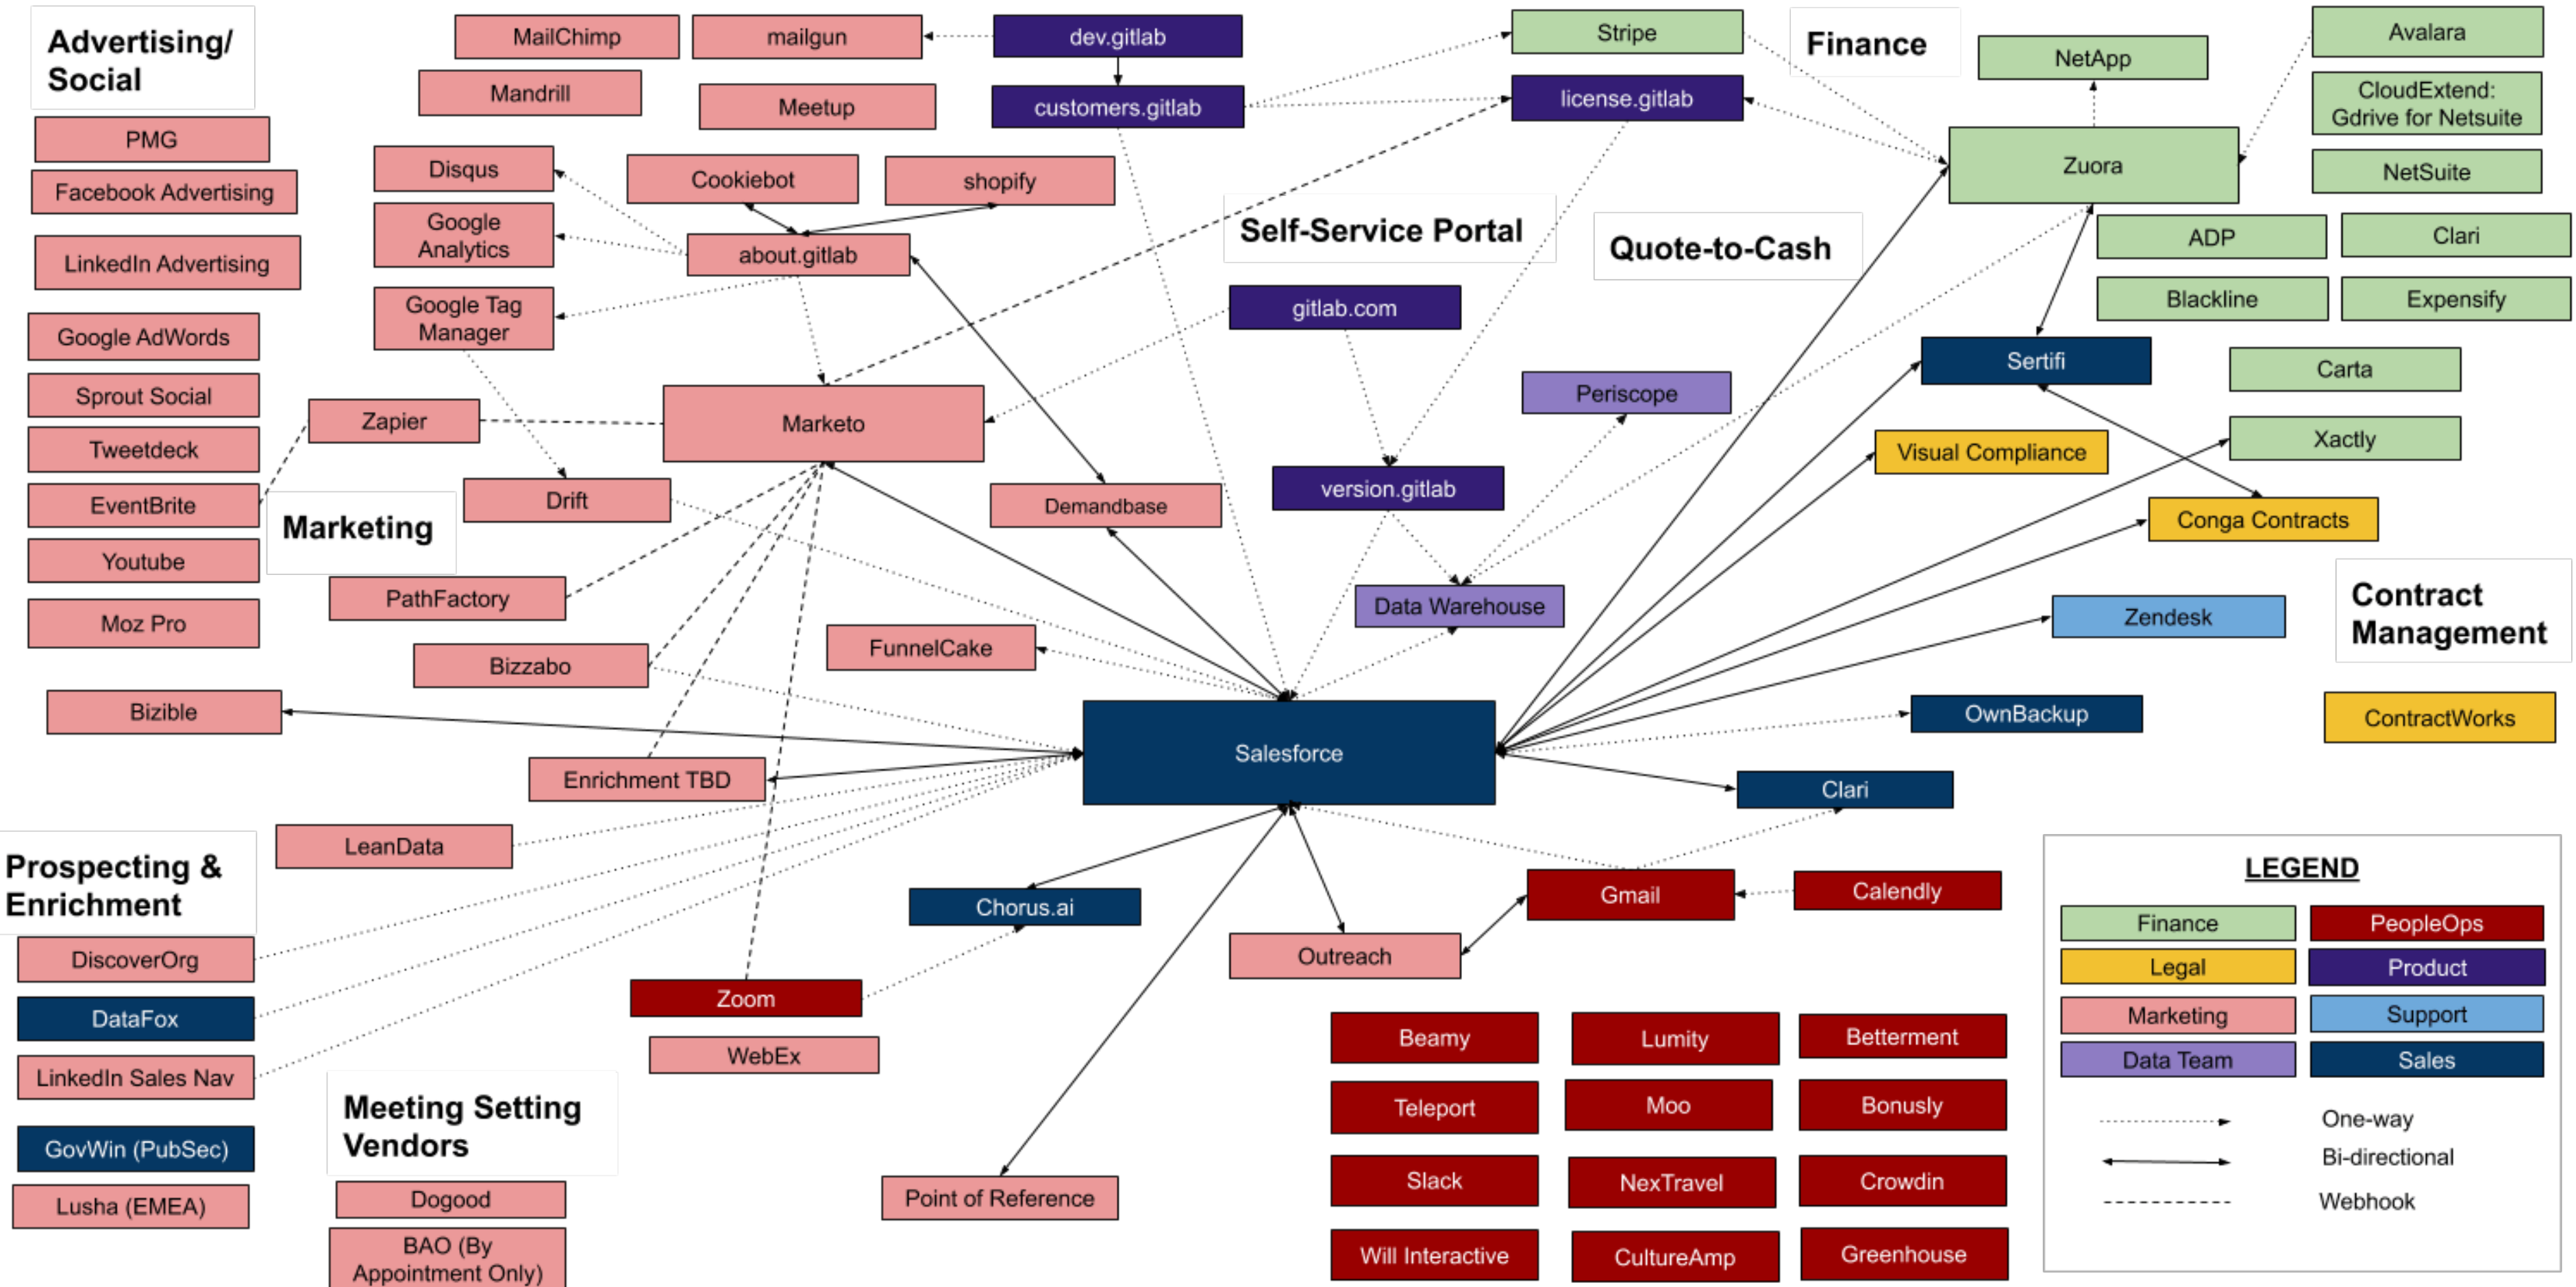 Advertising/
Social
PMG
Facebook Advertising
LinkedIn Advertising
Google AdWords
Sprout Social
Tweetdeck
EventBrite
Youtube
Moz Pro
MailChimp
mailgun
Mandrill
Meetup
dev.gitlab
customers.gitlab
Stripe
license.gitlab
Finance
NetApp
Avalara
CloudExtend:
Gdrive for Netsuite
Zuora
NetSuite
ADP
Clari
Blackline
Expensify
Disqus
Cookiebot
shopify
Google
Analytics
about.gitlab
Google Tag
Manager
Self-Service Portal
Quote-to-Cash
gitlab.com
Periscope
Sertifi
Carta
Xactly
Visual Compliance
Conga Contracts
Zapier
Marketo
Marketing
Drift
Demandbase
version.gitlab
PathFactory
Data Warehouse
Zendesk
Contract
Management
Bizzabo
FunnelCake
Bizible
Salesforce
OwnBackup
ContractWorks
Enrichment TBD
Clari
LeanData
Prospecting &
Enrichment
DiscoverOrg
DataFox
LinkedIn Sales Nav
GovWin (PubSec)
Lusha (EMEA)
Chorus.ai
Gmail
Calendly
Outreach
Zoom
WebEx
Meeting Setting
Vendors
Dogood
BAO (By
Appointment Only)
Point of Reference
Beamy
Lumity
Betterment
Teleport
Moo
Bonusly
Slack
NexTravel
Crowdin
Will Interactive
CultureAmp
Greenhouse
LEGEND
Finance
PeopleOps
Legal
Product
Marketing
Support
Data Team
Sales
One-way
Bi-directional
Webhook